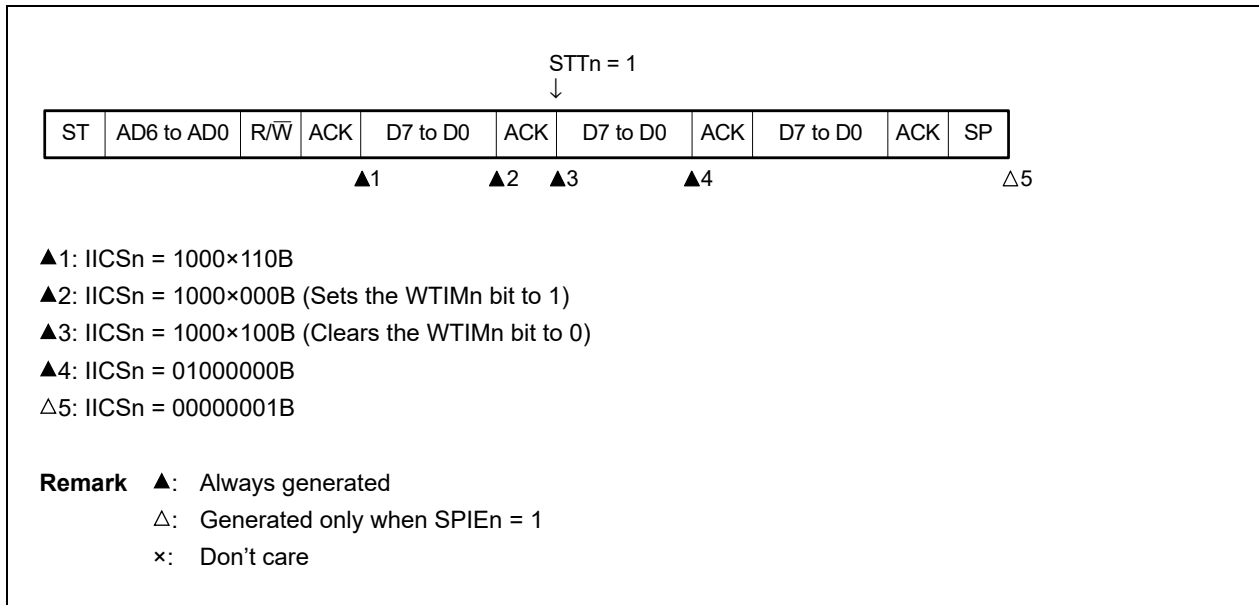 STTn = 1
↓
ST AD6 to AD0 R/W̅ ACK D7 to D0 ACK D7 to D0 ACK D7 to D0 ACK SP
▲1 ▲2 ▲3 ▲4 △5
▲1: IICSn = 1000×110B
▲2: IICSn = 1000×000B (Sets the WTIMn bit to 1)
▲3: IICSn = 1000×100B (Clears the WTIMn bit to 0)
▲4: IICSn = 01000000B
△5: IICSn = 00000001B
Remark ▲: Always generated
△: Generated only when SPIEn = 1
×: Don’t care